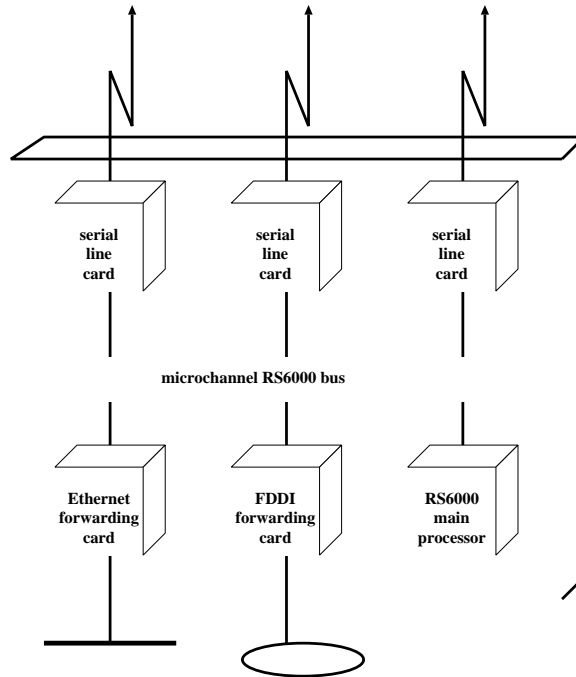 serial
line
card
serial
line
card
serial
line
card
microchannel RS6000 bus
Ethernet
forwarding
card
FDDI
forwarding
card
RS6000
main
processor